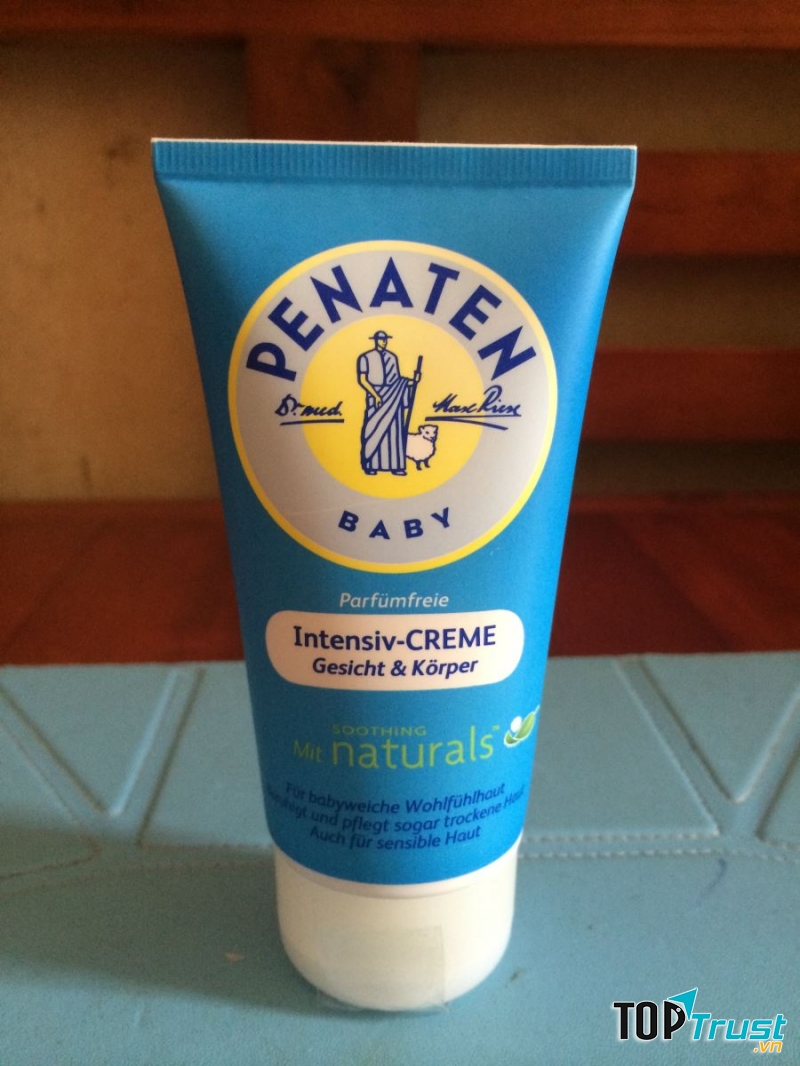 PENATEN
Dr. med. Max Riese
BABY
Parfümfreie
Intensiv-CREME
Gesicht & Körper
SOOTHING
Mit naturals™
Für babyweiche Wohlfühlhaut
und pflegt sogar trockene Haut
Auch für sensible Haut
TOPTrust
.vn